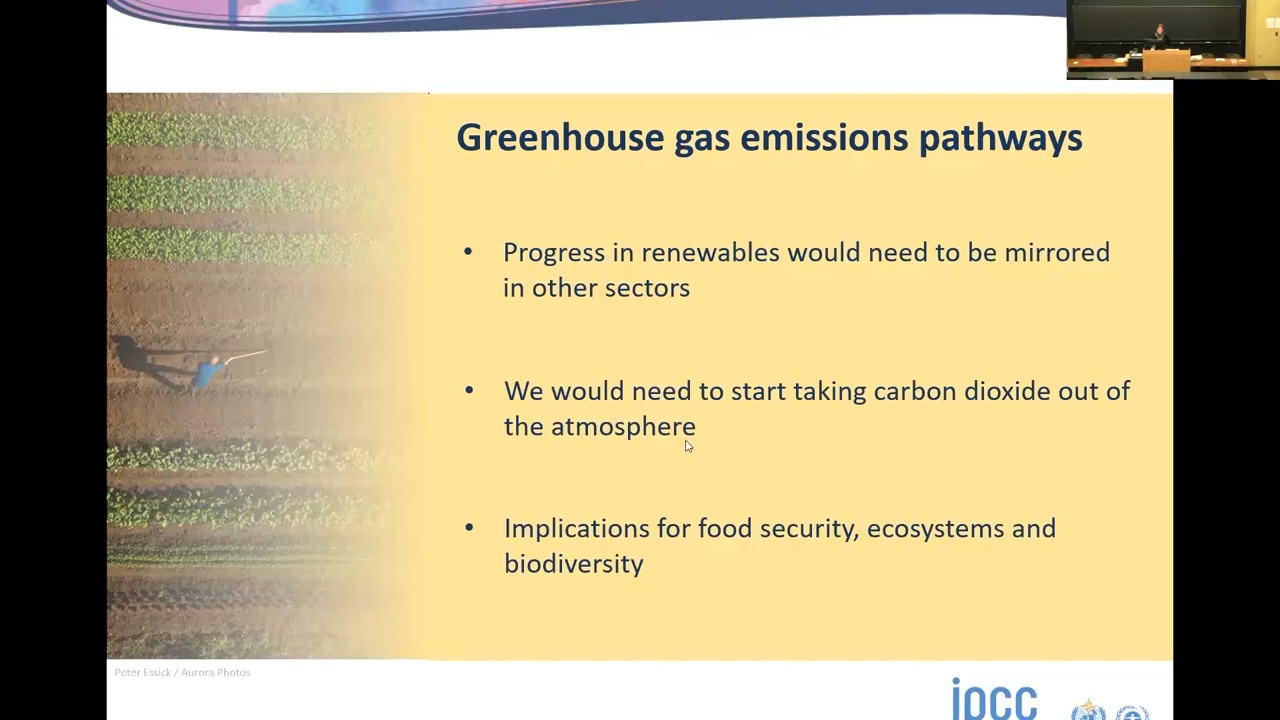 Greenhouse gas emissions pathways
• Progress in renewables would need to be mirrored
in other sectors
• We would need to start taking carbon dioxide out of
the atmosphere
• Implications for food security, ecosystems and
biodiversity
Peter Essick / Aurora Photos
ipcc